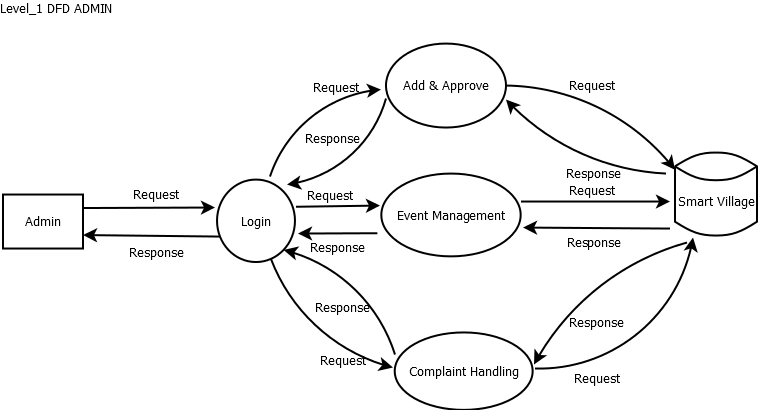 Level_1 DFD ADMIN
Request
Add & Approve
Request
Response
Response
Request
Request
Request
Admin
Login
Event Management
Smart Village
Response
Response
Response
Response
Response
Request
Complaint Handling
Request